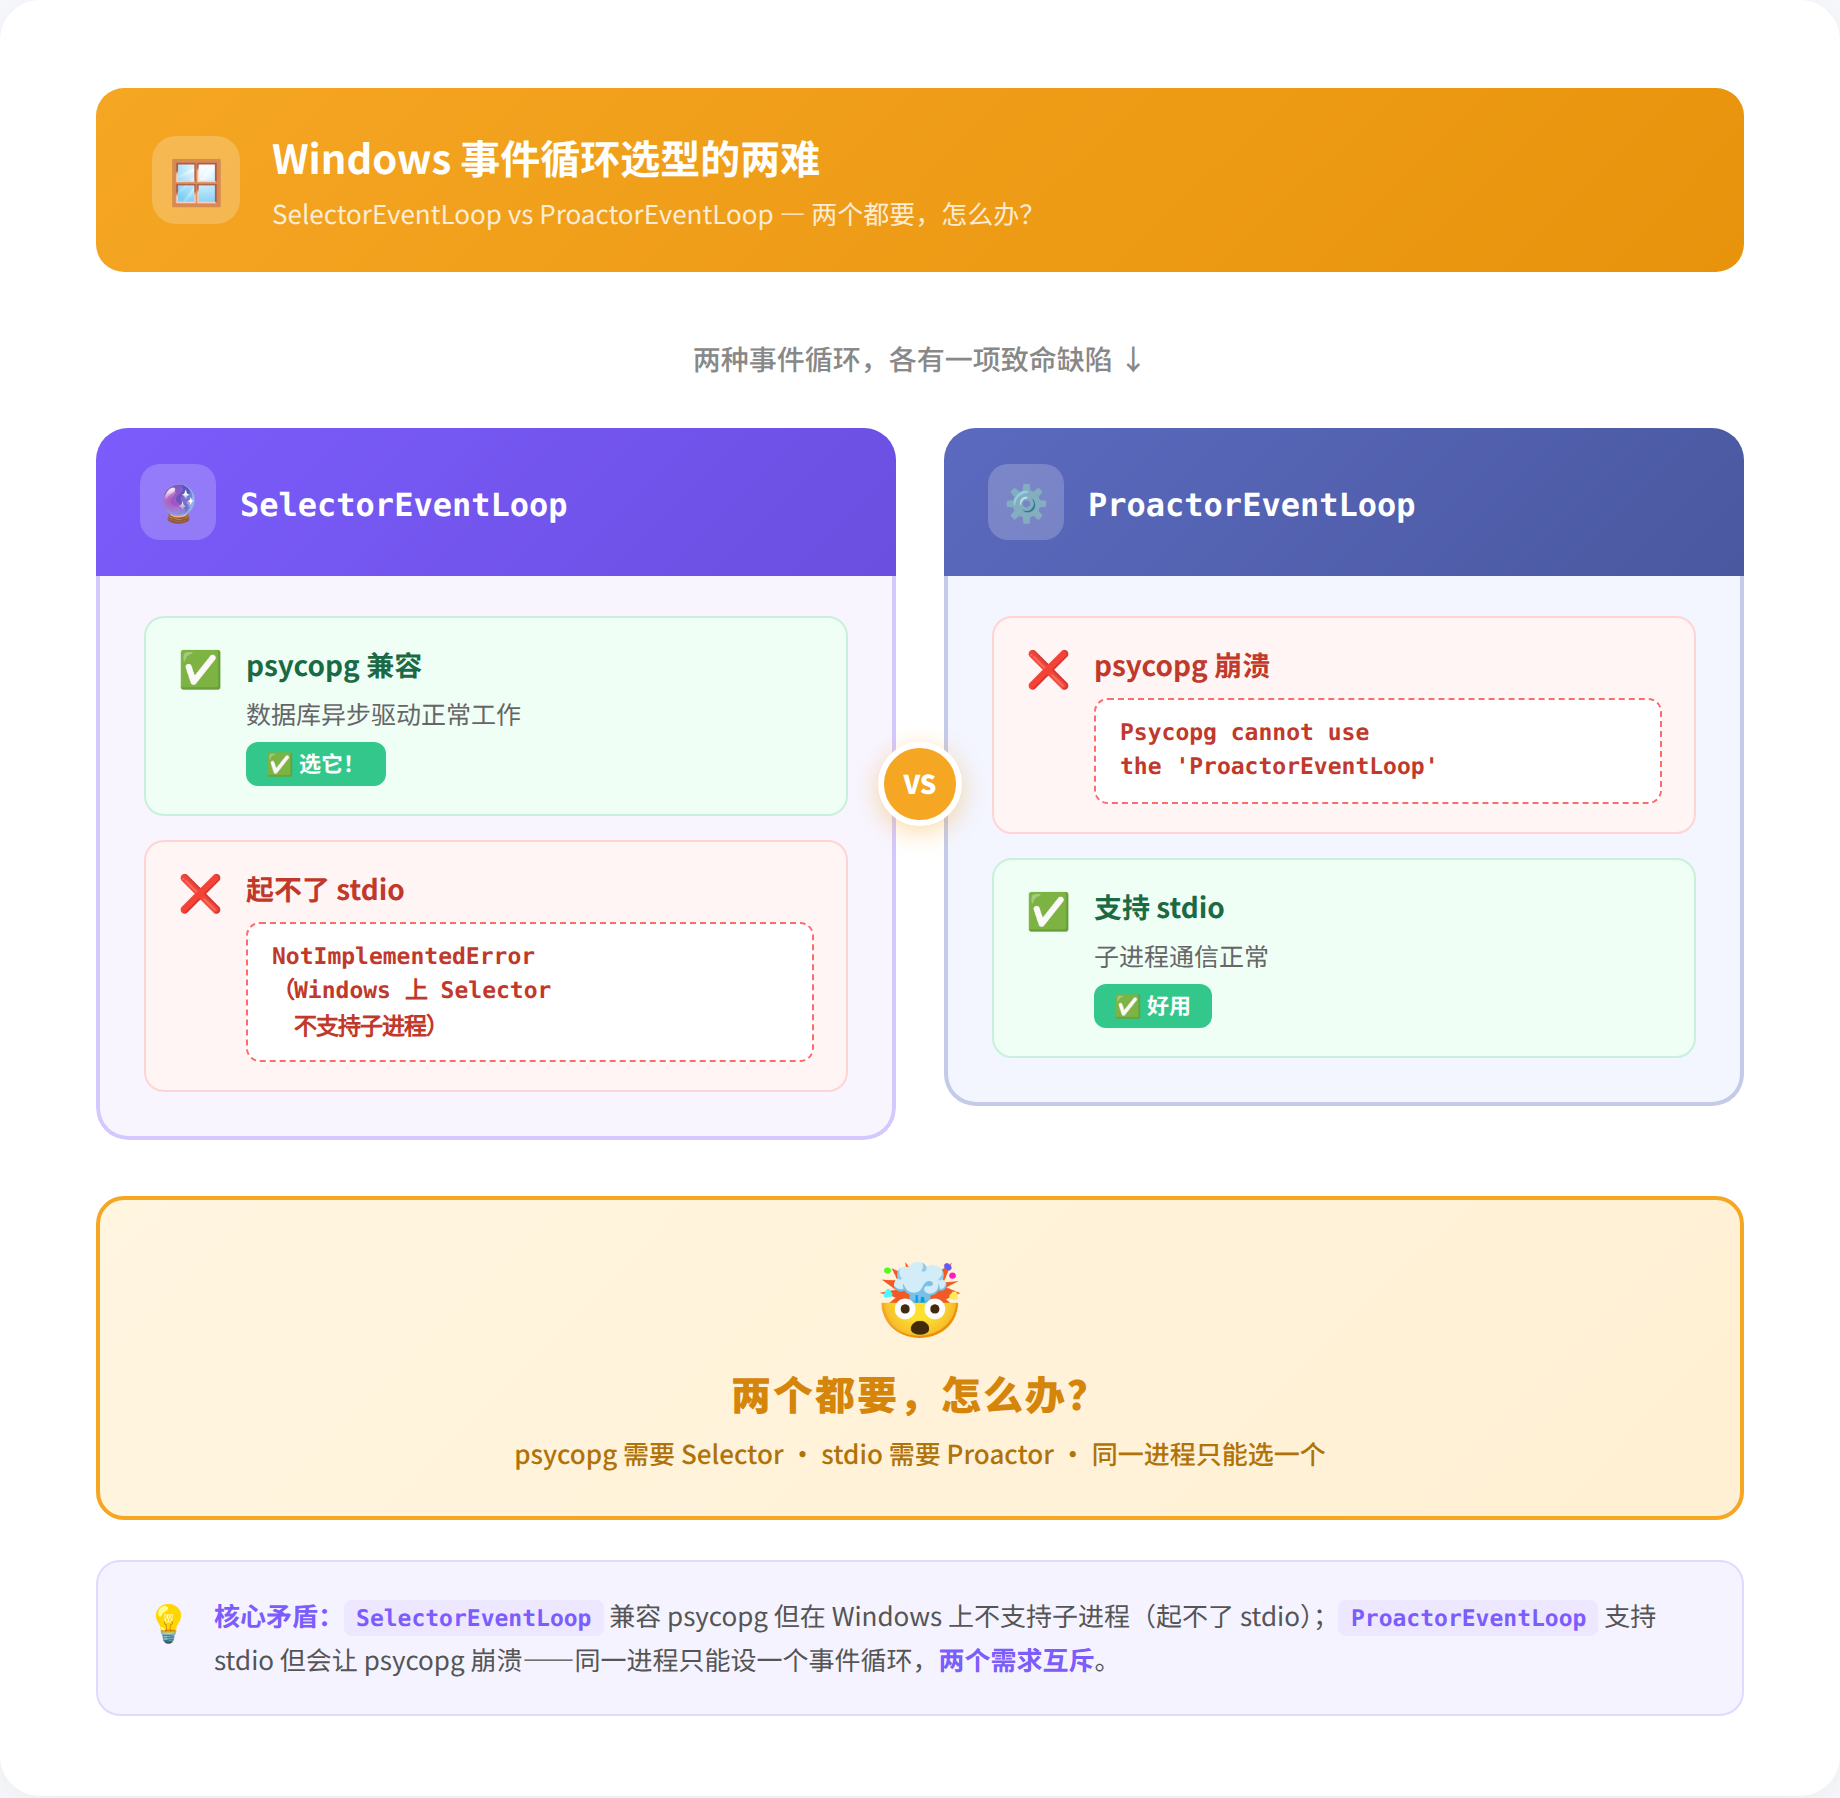 Windows 事件循环选型的两难
SelectorEventLoop vs ProactorEventLoop — 两个都要，怎么办？
两种事件循环，各有一项致命缺陷 ↓
SelectorEventLoop
psycopg 兼容
数据库异步驱动正常工作
✅ 选它！
起不了 stdio
NotImplementedError
（Windows 上 Selector
不支持子进程）
VS
ProactorEventLoop
psycopg 崩溃
Psycopg cannot use
the 'ProactorEventLoop'
支持 stdio
子进程通信正常
✅ 好用
两个都要，怎么办？
psycopg 需要 Selector · stdio 需要 Proactor · 同一进程只能选一个
核心矛盾：SelectorEventLoop 兼容 psycopg 但在 Windows 上不支持子进程（起不了 stdio）；ProactorEventLoop 支持
stdio 但会让 psycopg 崩溃——同一进程只能设一个事件循环，两个需求互斥。